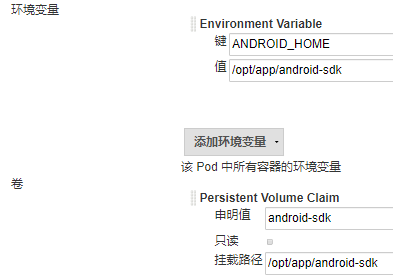 环境变量
Environment Variable
键 ANDROID_HOME
值 /opt/app/android-sdk
添加环境变量
该 Pod 中所有容器的环境变量
卷
Persistent Volume Claim
申明值 android-sdk
只读
挂载路径 /opt/app/android-sdk